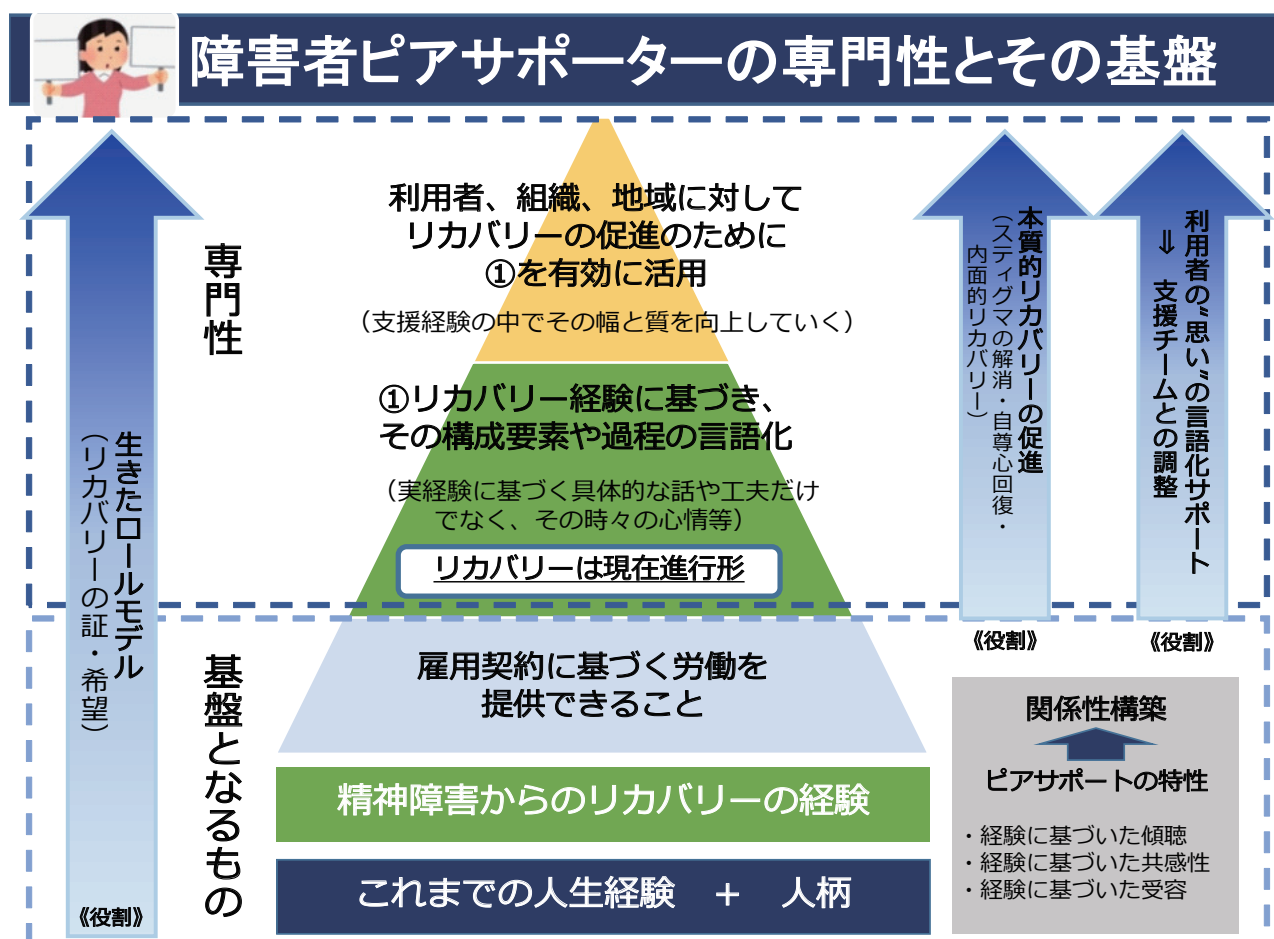 障害者ピアサポーターの専門性とその基盤
専門性
利用者、組織、地域に対して
リカバリーの促進のために
①を有効に活用
（支援経験の中でその幅と質を向上していく）
①リカバリー経験に基づき、
その構成要素や過程の言語化
（実経験に基づく具体的な話や工夫だけ
でなく、その時々の心情等）
リカバリーは現在進行形
基盤となるもの
雇用契約に基づく労働を
提供できること
精神障害からのリカバリーの経験
これまでの人生経験　+　人柄
生きたロールモデル
（リカバリーの証・希望）
《役割》
本質的リカバリーの促進
（スティグマの解消・自尊心回復・
内面的リカバリー）
《役割》
利用者の“思い”の言語化サポート
⇒　支援チームとの調整
《役割》
関係性構築
ピアサポートの特性
・経験に基づいた傾聴
・経験に基づいた共感性
・経験に基づいた受容